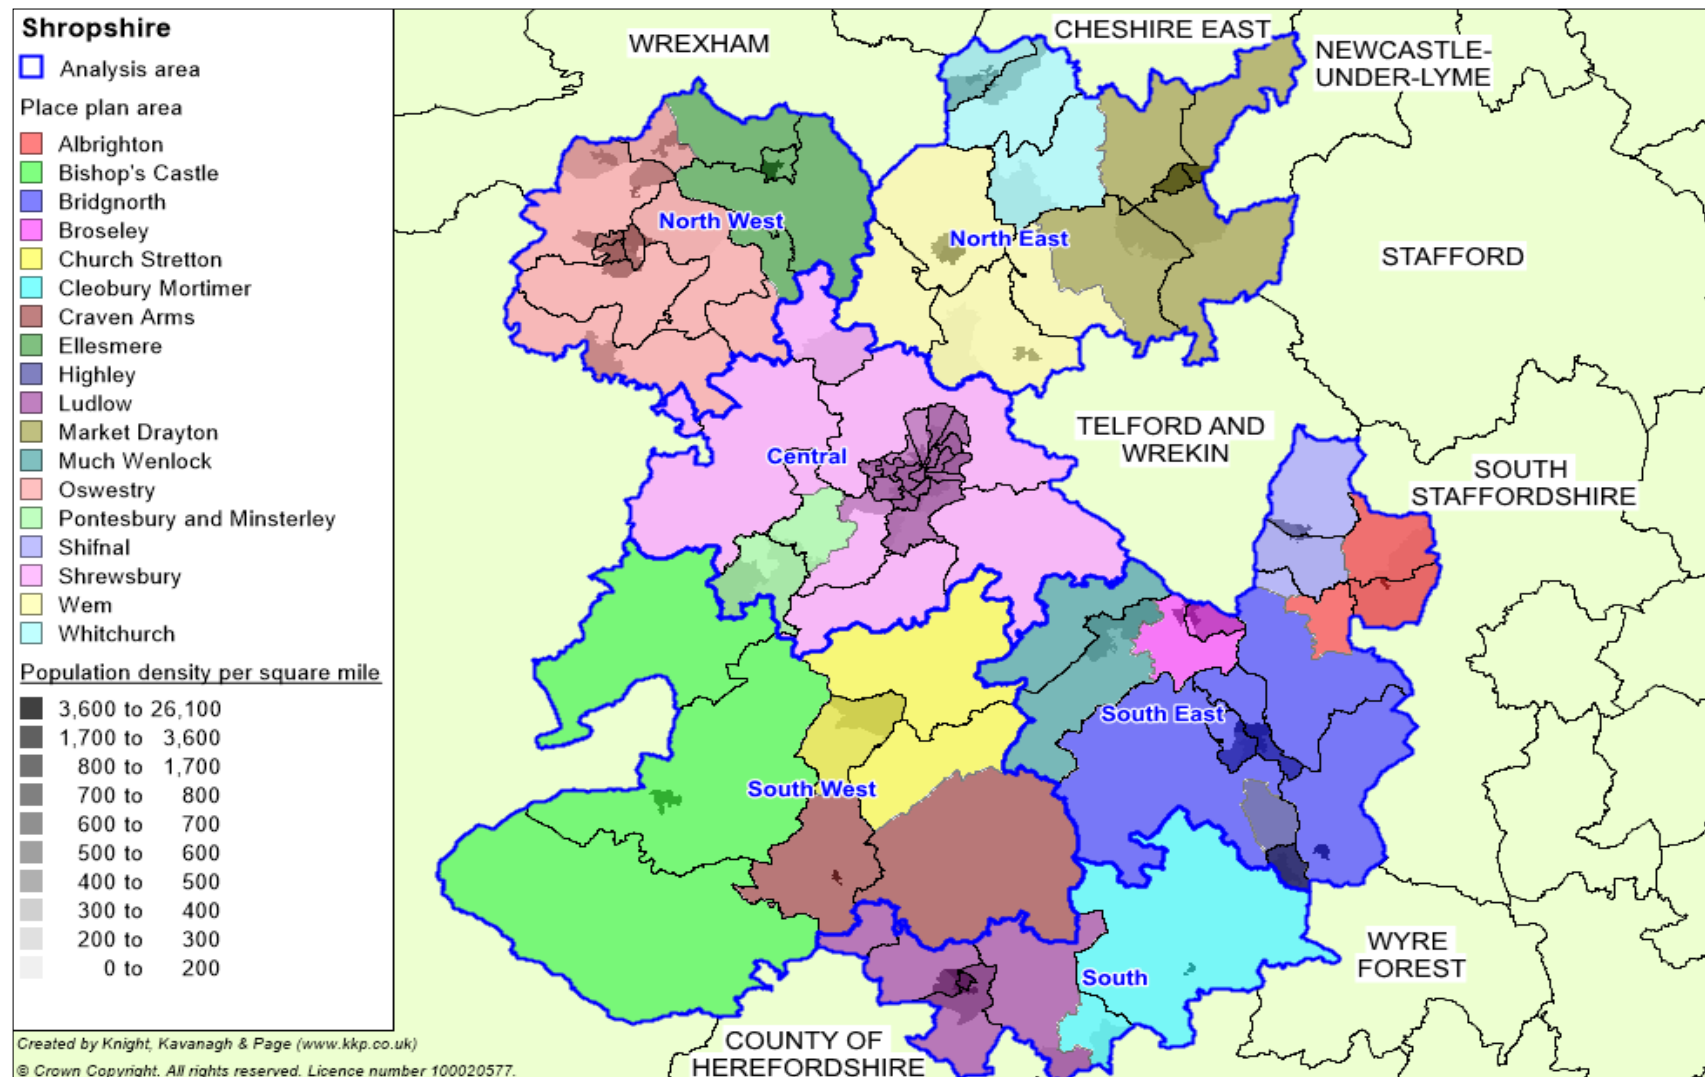 Shropshire
Analysis area
Place plan area
Albrighton
Bishop's Castle
Bridgnorth
Broseley
Church Stretton
Cleobury Mortimer
Craven Arms
Ellesmere
Highley
Ludlow
Market Drayton
Much Wenlock
Oswestry
Pontesbury and Minsterley
Shifnal
Shrewsbury
Wem
Whitchurch
Population density per square mile
3,600 to 26,100
1,700 to 3,600
800 to 1,700
700 to 800
600 to 700
500 to 600
400 to 500
300 to 400
200 to 300
0 to 200
Created by Knight, Kavanagh & Page (www.kkp.co.uk)
© Crown Copyright. All rights reserved. Licence number 100020577.
WREXHAM
CHESHIRE EAST
NEWCASTLE-
UNDER-LYME
North West
North East
STAFFORD
TELFORD AND
WREKIN
Central
SOUTH
STAFFORDSHIRE
South East
South West
WYRE
FOREST
South
COUNTY OF
HEREFORDSHIRE